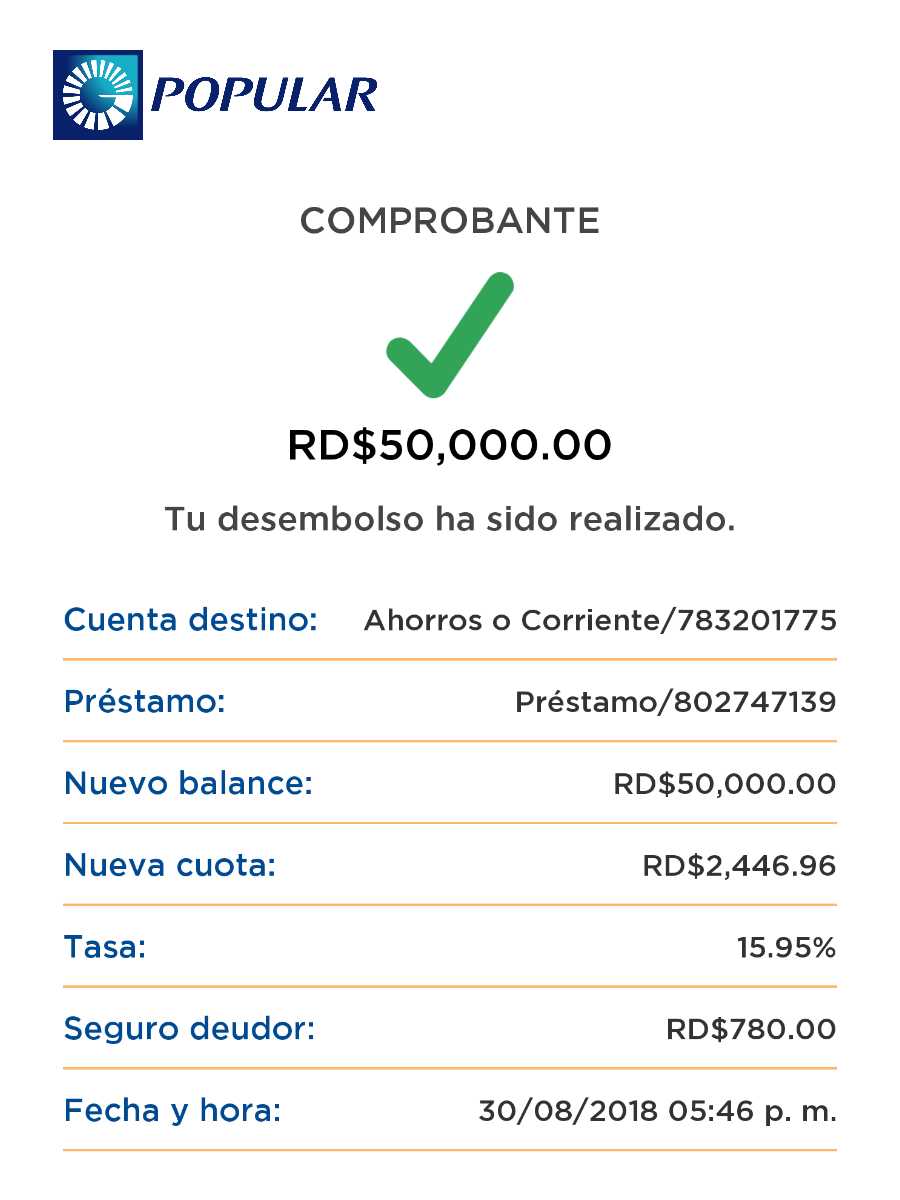 POPULAR
COMPROBANTE
RD$50,000.00
Tu desembolso ha sido realizado.
Cuenta destino: Ahorros o Corriente/783201775
Préstamo: Préstamo/802747139
Nuevo balance: RD$50,000.00
Nueva cuota: RD$2,446.96
Tasa: 15.95%
Seguro deudor: RD$780.00
Fecha y hora: 30/08/2018 05:46 p. m.